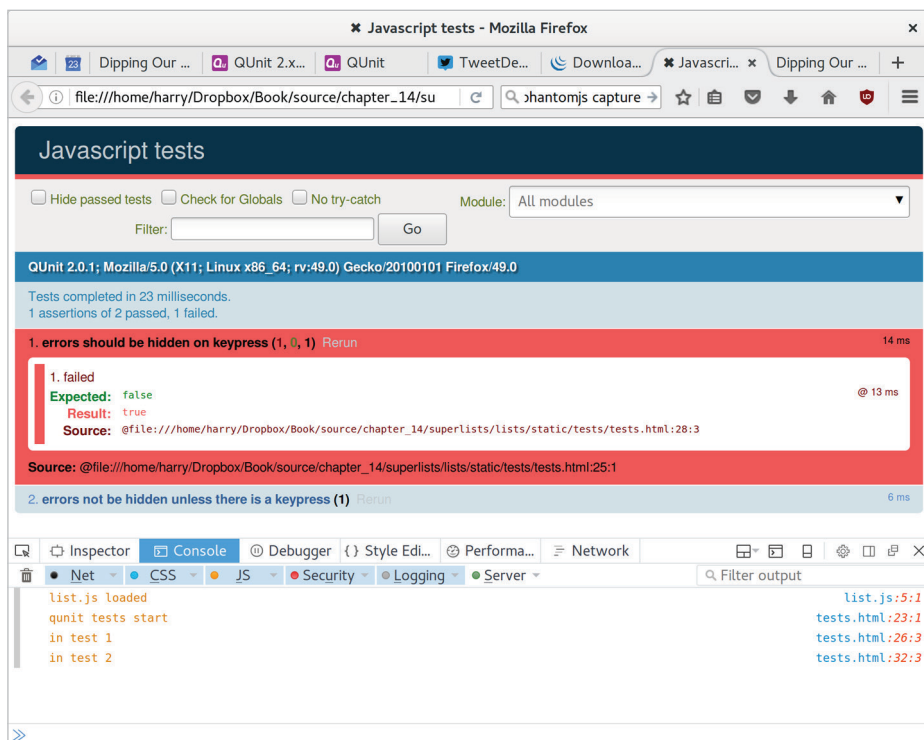 ✖ Javascript tests - Mozilla Firefox ×
23 Dipping Our ... QUnit 2.x... QUnit TweetDe... Downloa... ✖ Javascri... × Dipping Our ... +
file:///home/harry/Dropbox/Book/source/chapter_14/su phantomjs capture
Javascript tests
Hide passed tests Check for Globals No try-catch Module: All modules
Filter: Go
QUnit 2.0.1; Mozilla/5.0 (X11; Linux x86_64; rv:49.0) Gecko/20100101 Firefox/49.0
Tests completed in 23 milliseconds.
1 assertions of 2 passed, 1 failed.
1. errors should be hidden on keypress (1, 0, 1) Rerun 14 ms
1. failed
Expected: false @ 13 ms
Result: true
Source: @file:///home/harry/Dropbox/Book/source/chapter_14/superlists/lists/static/tests/tests.html:28:3
Source: @file:///home/harry/Dropbox/Book/source/chapter_14/superlists/lists/static/tests/tests.html:25:1
2. errors not be hidden unless there is a keypress (1) Rerun 6 ms
Inspector Console Debugger {} Style Edi... Performa... Network
Net CSS JS Security Logging Server Filter output
list.js loaded list.js:5:1
qunit tests start tests.html:23:1
in test 1 tests.html:26:3
in test 2 tests.html:32:3